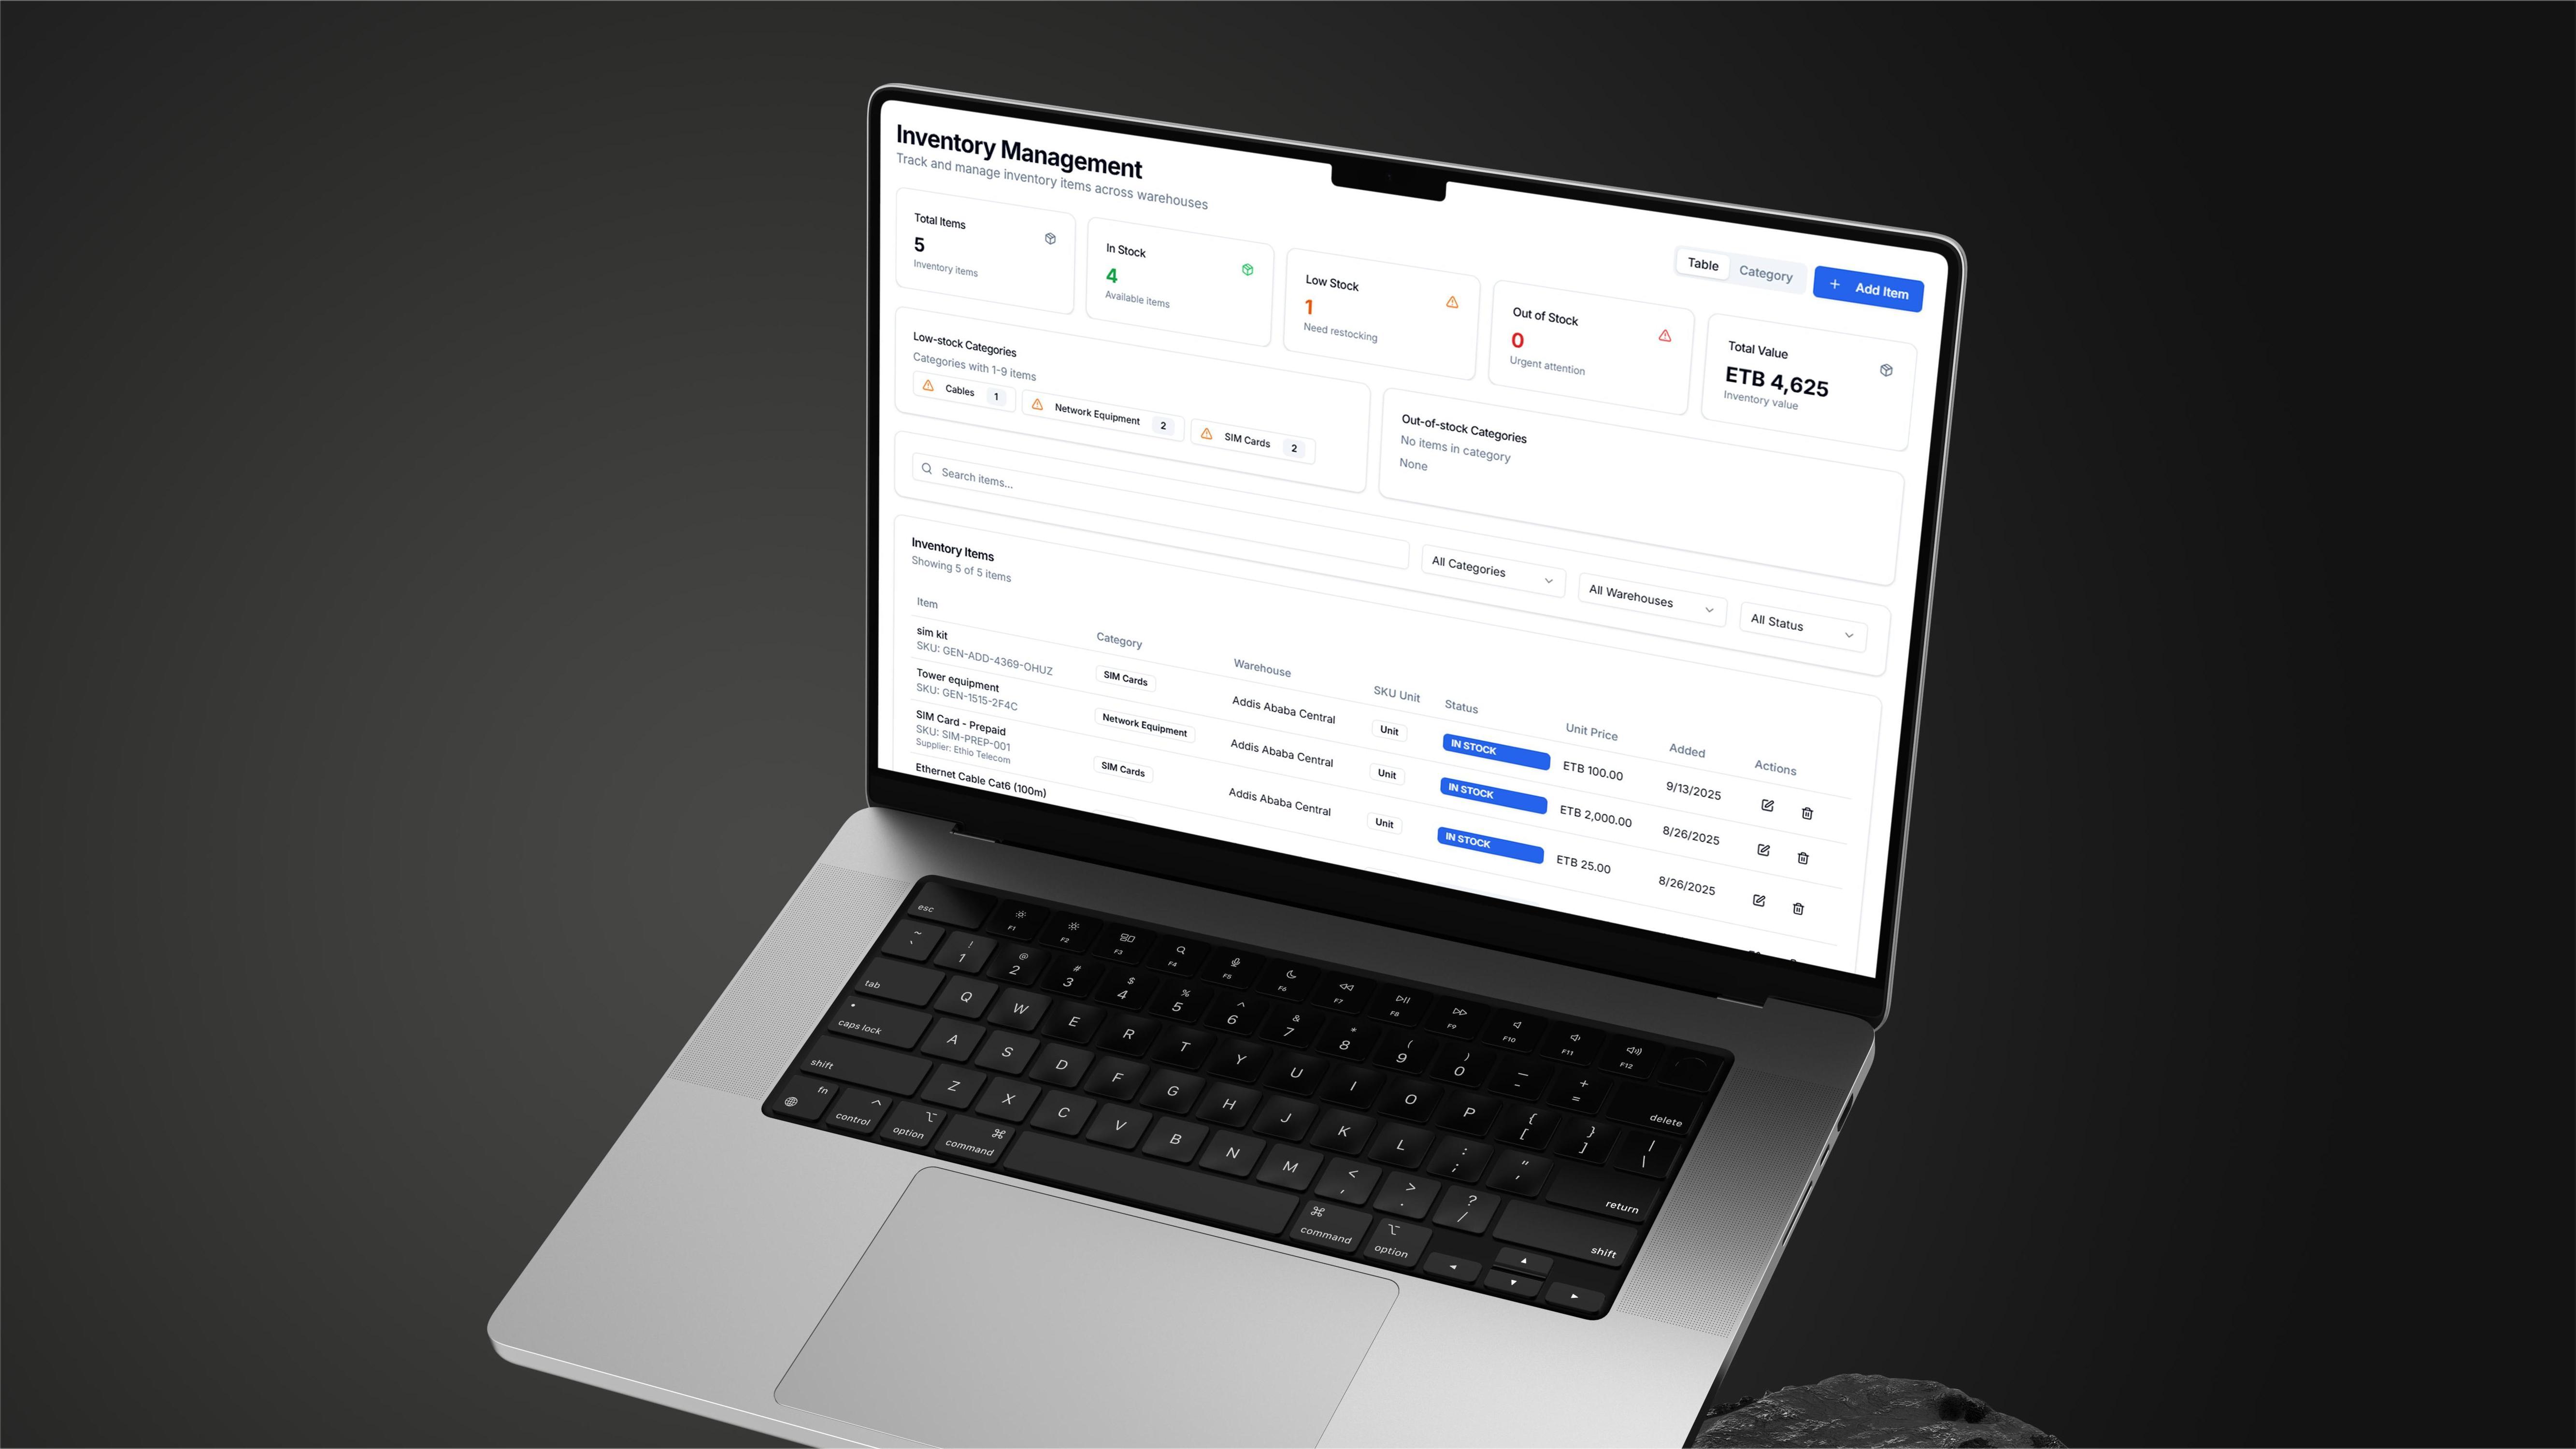 Inventory Management
Track and manage inventory items across warehouses
Table
Category
+ Add Item
Total Items
5
Inventory items
In Stock
4
Available items
Low Stock
1
Need restocking
Out of Stock
0
Urgent attention
Total Value
ETB 4,625
Inventory value
Low-stock Categories
Categories with 1-9 items
Cables 1
Network Equipment 2
SIM Cards 2
Out-of-stock Categories
No items in category
None
Search items...
All Categories
All Warehouses
All Status
Inventory Items
Showing 5 of 5 items
Item Category Warehouse SKU Unit Status Unit Price Added Actions
sim kit
SKU: GEN-ADD-4369-OHUZ
SIM Cards Addis Ababa Central Unit IN STOCK ETB 100.00 9/13/2025
Tower equipment
SKU: GEN-1515-2F4C
Network Equipment Addis Ababa Central Unit IN STOCK ETB 2,000.00 8/26/2025
SIM Card - Prepaid
SKU: SIM-PREP-001
Supplier: Ethio Telecom
SIM Cards Addis Ababa Central Unit IN STOCK ETB 25.00 8/26/2025
Ethernet Cable Cat6 (100m)
esc F1 F2 F3 F4 F5 F6 F7 F8 F9 F10 F11 F12
~ ` ! 1 @ 2 # 3 $ 4 % 5 ^ 6 & 7 * 8 ( 9 ) 0 — - + = delete
tab Q W E R T Y U I O P { [ } ] | \
caps lock A S D F G H J K L : ; " ' return
shift Z X C V B N M < , > . ? / shift
fn control option command command option